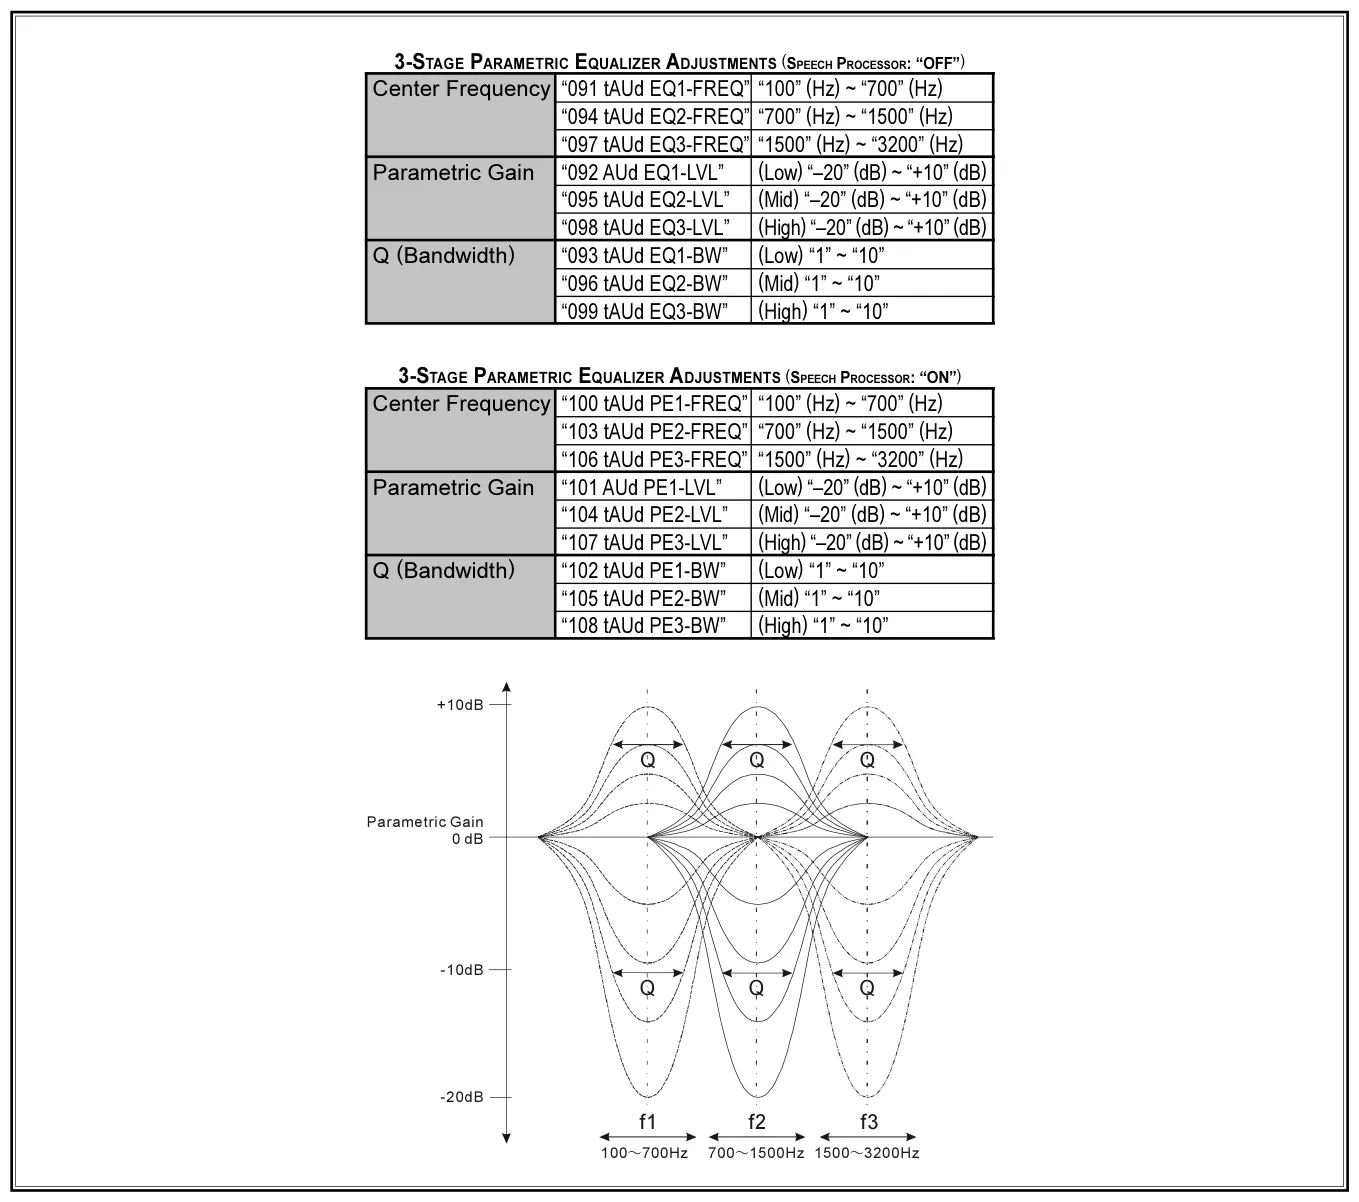 3-Stage Parametric Equalizer Adjustments (Speech Processor: “OFF”)
Center Frequency “091 tAUd EQ1-FREQ” “100” (Hz) ~ “700” (Hz)
“094 tAUd EQ2-FREQ” “700” (Hz) ~ “1500” (Hz)
“097 tAUd EQ3-FREQ” “1500” (Hz) ~ “3200” (Hz)
Parametric Gain “092 AUd EQ1-LVL” (Low) “–20” (dB) ~ “+10” (dB)
“095 tAUd EQ2-LVL” (Mid) “–20” (dB) ~ “+10” (dB)
“098 tAUd EQ3-LVL” (High) “–20” (dB) ~ “+10” (dB)
Q (Bandwidth) “093 tAUd EQ1-BW” (Low) “1” ~ “10”
“096 tAUd EQ2-BW” (Mid) “1” ~ “10”
“099 tAUd EQ3-BW” (High) “1” ~ “10”
3-Stage Parametric Equalizer Adjustments (Speech Processor: “ON”)
Center Frequency “100 tAUd PE1-FREQ” “100” (Hz) ~ “700” (Hz)
“103 tAUd PE2-FREQ” “700” (Hz) ~ “1500” (Hz)
“106 tAUd PE3-FREQ” “1500” (Hz) ~ “3200” (Hz)
Parametric Gain “101 AUd PE1-LVL” (Low) “–20” (dB) ~ “+10” (dB)
“104 tAUd PE2-LVL” (Mid) “–20” (dB) ~ “+10” (dB)
“107 tAUd PE3-LVL” (High) “–20” (dB) ~ “+10” (dB)
Q (Bandwidth) “102 tAUd PE1-BW” (Low) “1” ~ “10”
“105 tAUd PE2-BW” (Mid) “1” ~ “10”
“108 tAUd PE3-BW” (High) “1” ~ “10”
+10dB
Q Q Q
Parametric Gain
0 dB
-10dB
Q Q Q
-20dB
f1 f2 f3
100～700Hz 700～1500Hz 1500～3200Hz